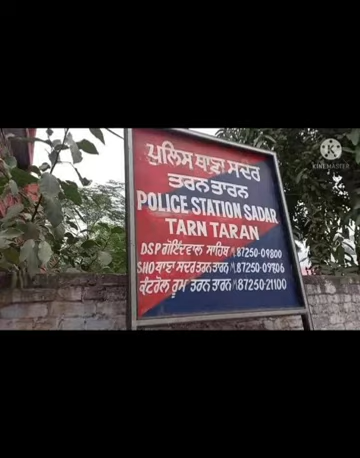 KINEMASTER
ਪੁਲਿਸ ਥਾਣਾ ਸਦਰ
ਤਰਨ ਤਾਰਨ
POLICE STATION SADAR
TARN TARAN
DSP ਗੋਇੰਦਵਾਲ ਸਾਹਿਬ M.87250-09800
SHO ਥਾਣਾ ਸਦਰ ਤਰਨ ਤਾਰਨ M.87250-09806
ਕੰਟਰੋਲ ਰੂਮ ਤਰਨ ਤਾਰਨ M.87250-21100